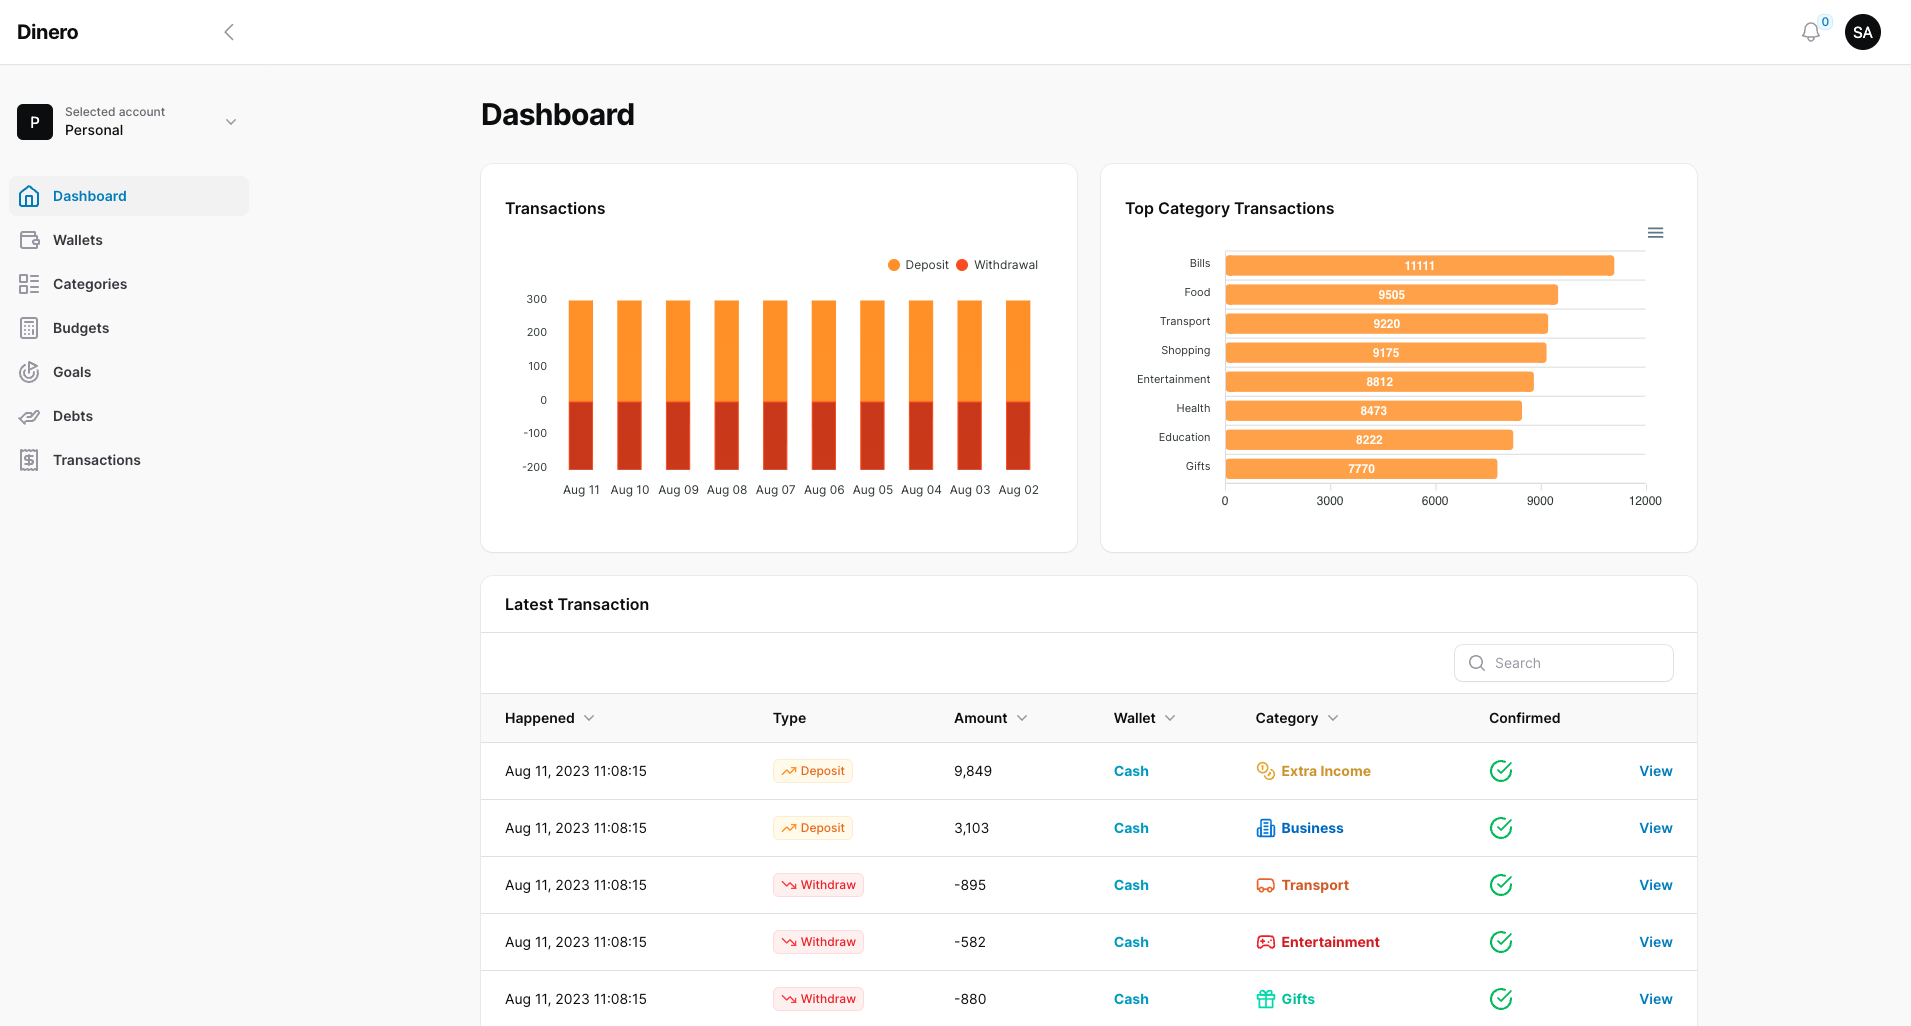 Dinero
0
SA
P
Selected account
Personal
Dashboard
Wallets
Categories
Budgets
Goals
Debts
Transactions
Dashboard
Transactions
Deposit Withdrawal
300
200
100
0
-100
-200
Aug 11 Aug 10 Aug 09 Aug 08 Aug 07 Aug 06 Aug 05 Aug 04 Aug 03 Aug 02
Top Category Transactions
Bills 11111
Food 9505
Transport 9220
Shopping 9175
Entertainment 8812
Health 8473
Education 8222
Gifts 7770
0 3000 6000 9000 12000
Latest Transaction
Search
Happened Type Amount Wallet Category Confirmed
Aug 11, 2023 11:08:15 Deposit 9,849 Cash Extra Income View
Aug 11, 2023 11:08:15 Deposit 3,103 Cash Business View
Aug 11, 2023 11:08:15 Withdraw -895 Cash Transport View
Aug 11, 2023 11:08:15 Withdraw -582 Cash Entertainment View
Aug 11, 2023 11:08:15 Withdraw -880 Cash Gifts View